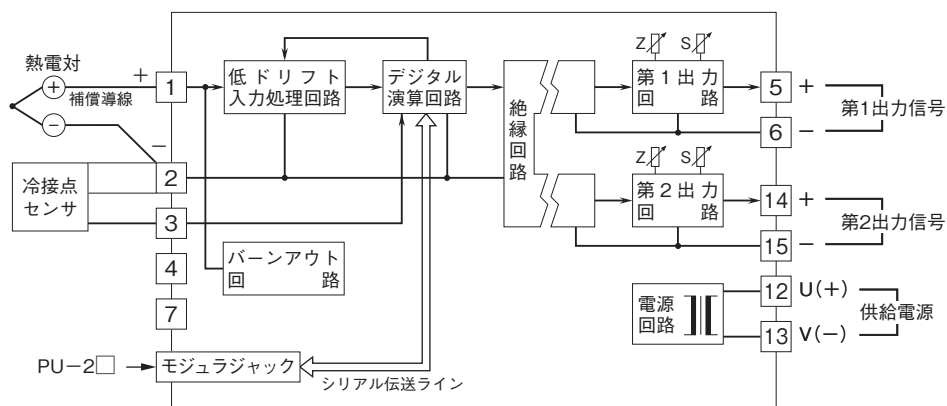 熱電対
+
−
補償導線
+
−
1
2
3
4
7
冷接点
センサ
低ドリフト
入力処理回路
デジタル
演算回路
バーンアウト
回路
絶縁回路
Z
S
第1出力
回路
5
+
6
−
第1出力信号
Z
S
第2出力
回路
14
+
15
−
第2出力信号
電源
回路
12
U(+)
13
V(−)
供給電源
PU−2□
モジュラジャック
シリアル伝送ライン